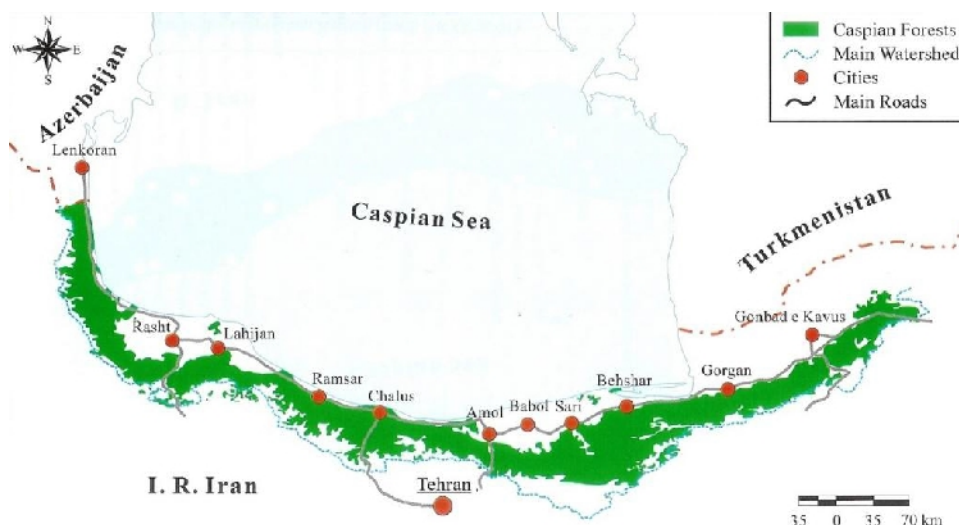 N
W E
S
Caspian Forests
Main Watershed
Cities
Main Roads
Azerbaijan
Lenkoran
Caspian Sea
Turkmenistan
Gonbad e Kavus
Rasht
Lahijan
Ramsar
Chalus
Amol
Babol
Sari
Behshar
Gorgan
I. R. Iran
Tehran
35 0 35 70 km